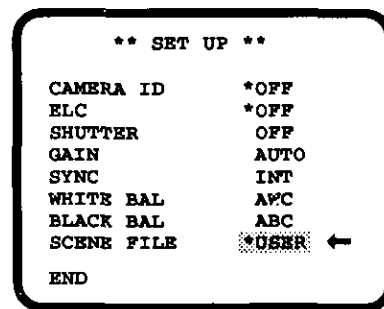 ** SET UP **
CAMERA ID *OFF
ELC *OFF
SHUTTER OFF
GAIN AUTO
SYNC INT
WHITE BAL AWC
BLACK BAL ABC
SCENE FILE *USER ←
END